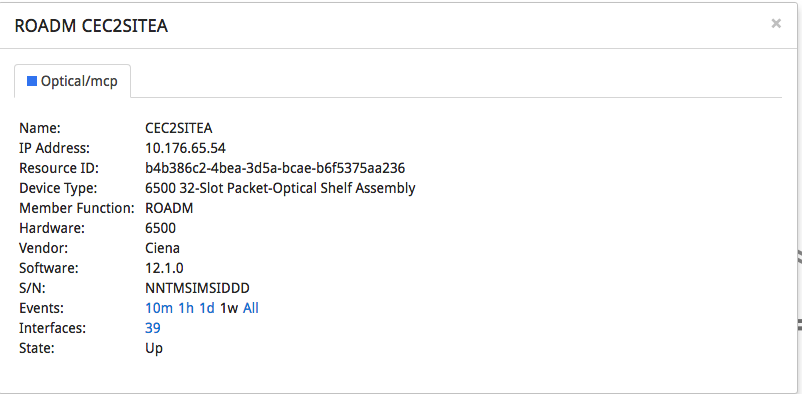 ROADM CEC2SITEA ×
Optical/mcp
Name: CEC2SITEA
IP Address: 10.176.65.54
Resource ID: b4b386c2-4bea-3d5a-bcae-b6f5375aa236
Device Type: 6500 32-Slot Packet-Optical Shelf Assembly
Member Function: ROADM
Hardware: 6500
Vendor: Ciena
Software: 12.1.0
S/N: NNTMSIMSIDDD
Events: 10m 1h 1d 1w All
Interfaces: 39
State: Up